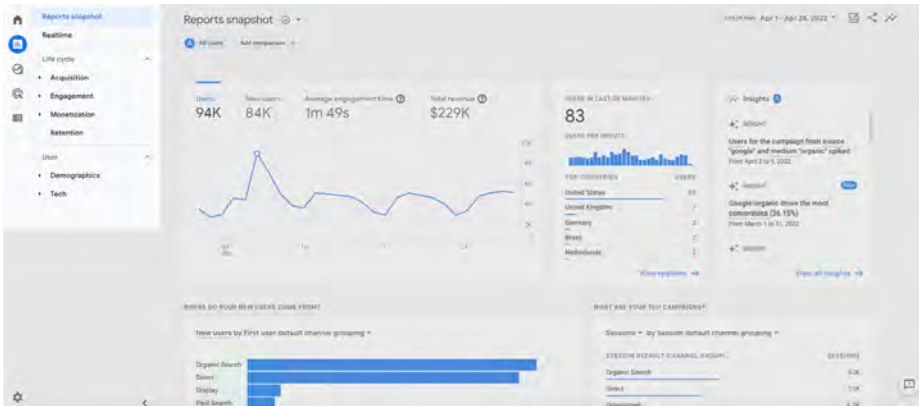 Reports snapshot
Realtime
Life cycle
Acquisition
Engagement
Monetization
Retention
User
Demographics
Tech
Reports snapshot
Apr 1 - Apr 28, 2022
All Users
Add comparison +
Users
94K
New users
84K
Average engagement time
1m 49s
Total revenue
$229K
USERS IN LAST 30 MINUTES
83
USERS PER MINUTE
TOP COUNTRIES USERS
United States
United Kingdom
Germany
Brazil
Netherlands
View realtime
Insights
INSIGHT
Users for the campaign from source
"google" and medium "organic" spiked
From April 3 to 9, 2022
INSIGHT New
Google/organic drove the most
conversions (36.15%)
From March 1 to 31, 2022
INSIGHT
View all insights
WHERE DO YOUR NEW USERS COME FROM?
New users by First user default channel grouping
Organic Search
Direct
Display
Paid Search
WHAT ARE YOUR TOP CAMPAIGNS?
Sessions by Session default channel grouping
SESSION DEFAULT CHANNEL GROUPI... SESSIONS
Organic Search
Direct